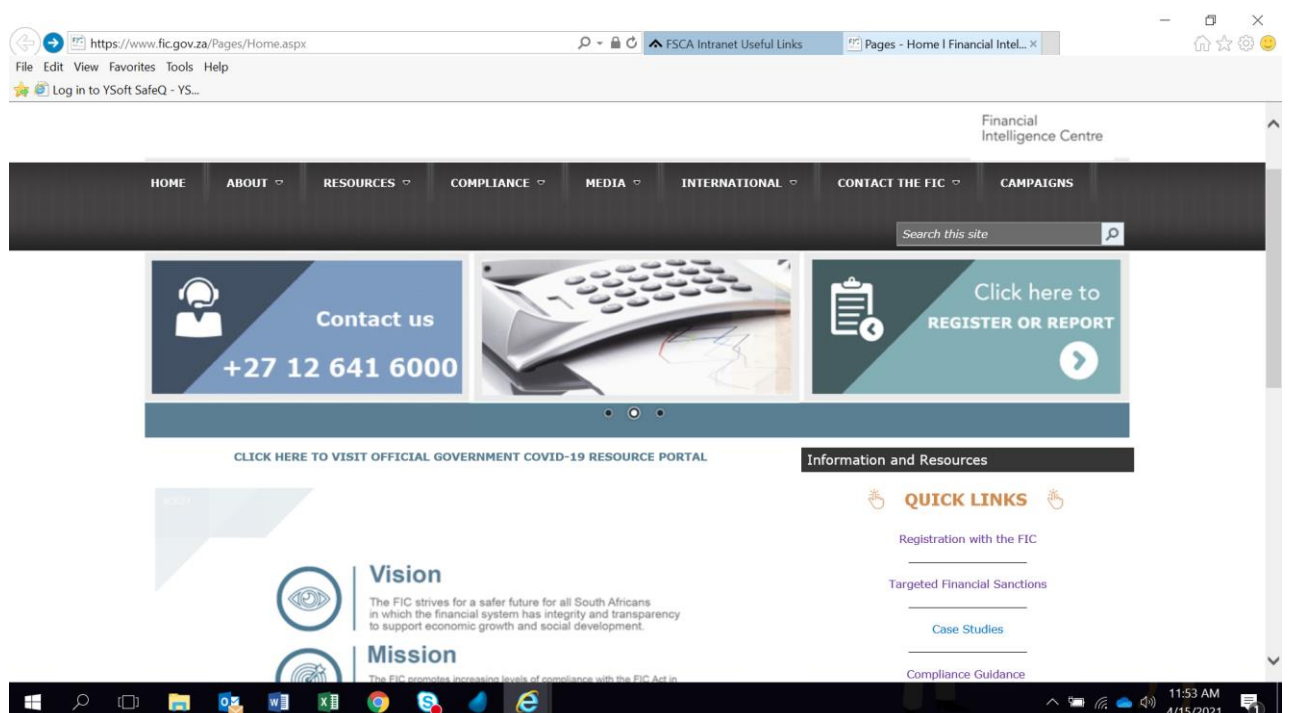 https://www.fic.gov.za/Pages/Home.aspx
FSCA Intranet Useful Links
Pages - Home l Financial Intel...
File Edit View Favorites Tools Help
Log in to YSoft SafeQ - YS...
Financial
Intelligence Centre
HOME ABOUT RESOURCES COMPLIANCE MEDIA INTERNATIONAL CONTACT THE FIC CAMPAIGNS
Search this site
Contact us
+27 12 641 6000
Click here to
REGISTER OR REPORT
CLICK HERE TO VISIT OFFICIAL GOVERNMENT COVID-19 RESOURCE PORTAL
Information and Resources
QUICK LINKS
Registration with the FIC
Targeted Financial Sanctions
Case Studies
Compliance Guidance
Vision
The FIC strives for a safer future for all South Africans
in which the financial system has integrity and transparency
to support economic growth and social development.
Mission
The FIC promotes increasing levels of compliance with the FIC Act in
11:53 AM
4/15/2021